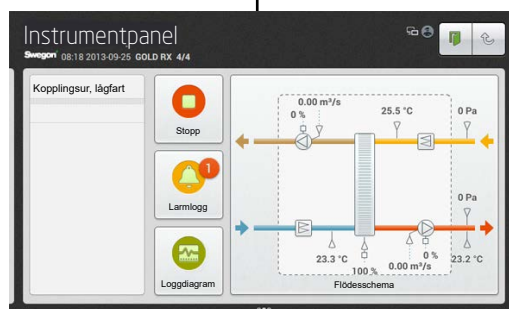 Instrumentpanel
Swegon 08:18 2013-09-25 GOLD RX 4/4
Kopplingsur, lågfart
Stopp
1
Larmlogg
Loggdiagram
0.00 m³/s
0 %
25.5 °C
0 Pa
0 Pa
23.3 °C
100 %
0.00 m³/s
0 %
23.2 °C
Flödesschema